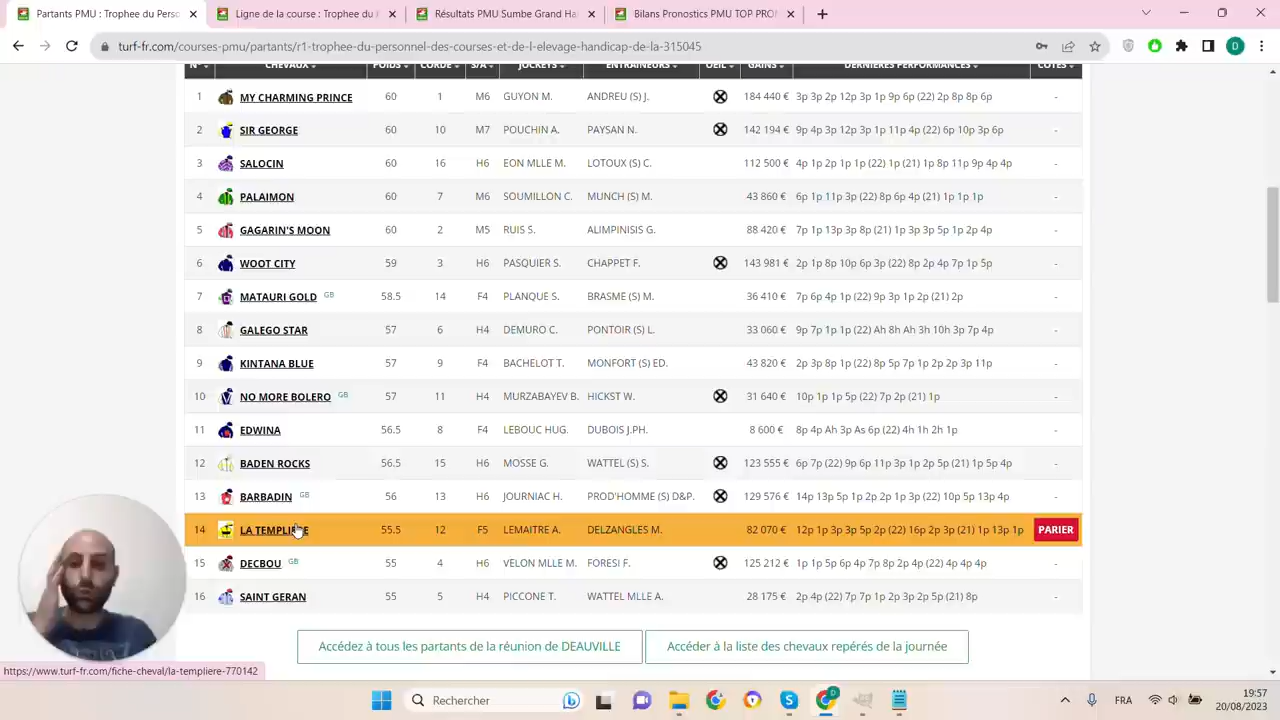 Partants PMU : Trophee du Perso
Ligne de la course : Trophee du P
Résultats PMU Sumbe Grand Ha
Bilans Pronostics PMU TOP PRO
turf-fr.com/courses-pmu/partants/r1-trophee-du-personnel-des-courses-et-de-l-elevage-handicap-de-la-315045
N° CHEVAUX POIDS CORDE S/A JOCKEYS ENTRAINEURS OEIL GAINS DERNIÈRES PERFORMANCES COTES
1 MY CHARMING PRINCE 60 1 M6 GUYON M. ANDREU (S) J. 184 440 € 3p 3p 2p 12p 3p 1p 9p 6p (22) 2p 8p 8p 6p -
2 SIR GEORGE 60 10 M7 POUCHIN A. PAYSAN N. 142 194 € 9p 4p 3p 12p 3p 1p 11p 4p (22) 6p 10p 3p 6p -
3 SALOCIN 60 16 H6 EON MLLE M. LOTOUX (S) C. 112 500 € 4p 1p 2p 1p 1p (22) 1p (21) 1p 8p 11p 9p 4p 4p -
4 PALAIMON 60 7 M6 SOUMILLON C. MUNCH (S) M. 43 860 € 6p 1p 11p 3p (22) 8p 6p 4p (21) 1p 1p 1p -
5 GAGARIN'S MOON 60 2 M5 RUIS S. ALIMPINISIS G. 88 420 € 7p 1p 13p 3p 8p (21) 1p 3p 3p 5p 1p 2p 4p -
6 WOOT CITY 59 3 H6 PASQUIER S. CHAPPET F. 143 981 € 2p 1p 8p 10p 6p 3p (22) 8p 2p 4p 7p 1p 5p -
7 MATAURI GOLD GB 58.5 14 F4 PLANQUE S. BRASME (S) M. 36 410 € 7p 6p 4p 1p (22) 9p 3p 1p 2p (21) 2p -
8 GALEGO STAR 57 6 H4 DEMURO C. PONTOIR (S) L. 33 060 € 9p 7p 1p 1p (22) Ah 8h Ah 3h 10h 3p 7p 4p -
9 KINTANA BLUE 57 9 F4 BACHELOT T. MONFORT (S) ED. 43 820 € 2p 3p 8p 1p (22) 8p 5p 7p 1p 2p 2p 3p 11p -
10 NO MORE BOLERO GB 57 11 H4 MURZABAYEV B. HICKST W. 31 640 € 10p 1p 1p 5p (22) 7p 2p (21) 1p -
11 EDWINA 56.5 8 F4 LEBOUC HUG. DUBOIS J.PH. 8 600 € 8p 4p Ah 3p As 6p (22) 4h 1h 2h 1p -
12 BADEN ROCKS 56.5 15 H6 MOSSE G. WATTEL (S) S. 123 555 € 6p 7p (22) 9p 6p 11p 3p 1p 2p 5p (21) 1p 5p 4p -
13 BARBADIN GB 56 13 H6 JOURNIAC H. PROD'HOMME (S) D&P. 129 576 € 14p 13p 5p 1p 2p 2p 1p 3p (22) 10p 5p 13p 4p -
14 LA TEMPLIERE 55.5 12 F5 LEMAITRE A. DELZANGLES M. 82 070 € 12p 1p 3p 3p 5p 2p (22) 16p 2p 3p (21) 1p 13p 1p PARIER
15 DECBOU GB 55 4 H6 VELON MLLE M. FORESI F. 125 212 € 1p 1p 5p 6p 4p 7p 8p 2p 4p (22) 4p 4p 4p -
16 SAINT GERAN 55 5 H4 PICCONE T. WATTEL MLLE A. 28 175 € 2p 4p (22) 7p 7p 1p 2p 3p 2p 5p (21) 8p -
Accédez à tous les partants de la réunion de DEAUVILLE
Accéder à la liste des chevaux repérés de la journée
https://www.turf-fr.com/fiche-cheval/la-templiere-770142
Rechercher
FRA
19:57
20/08/2023